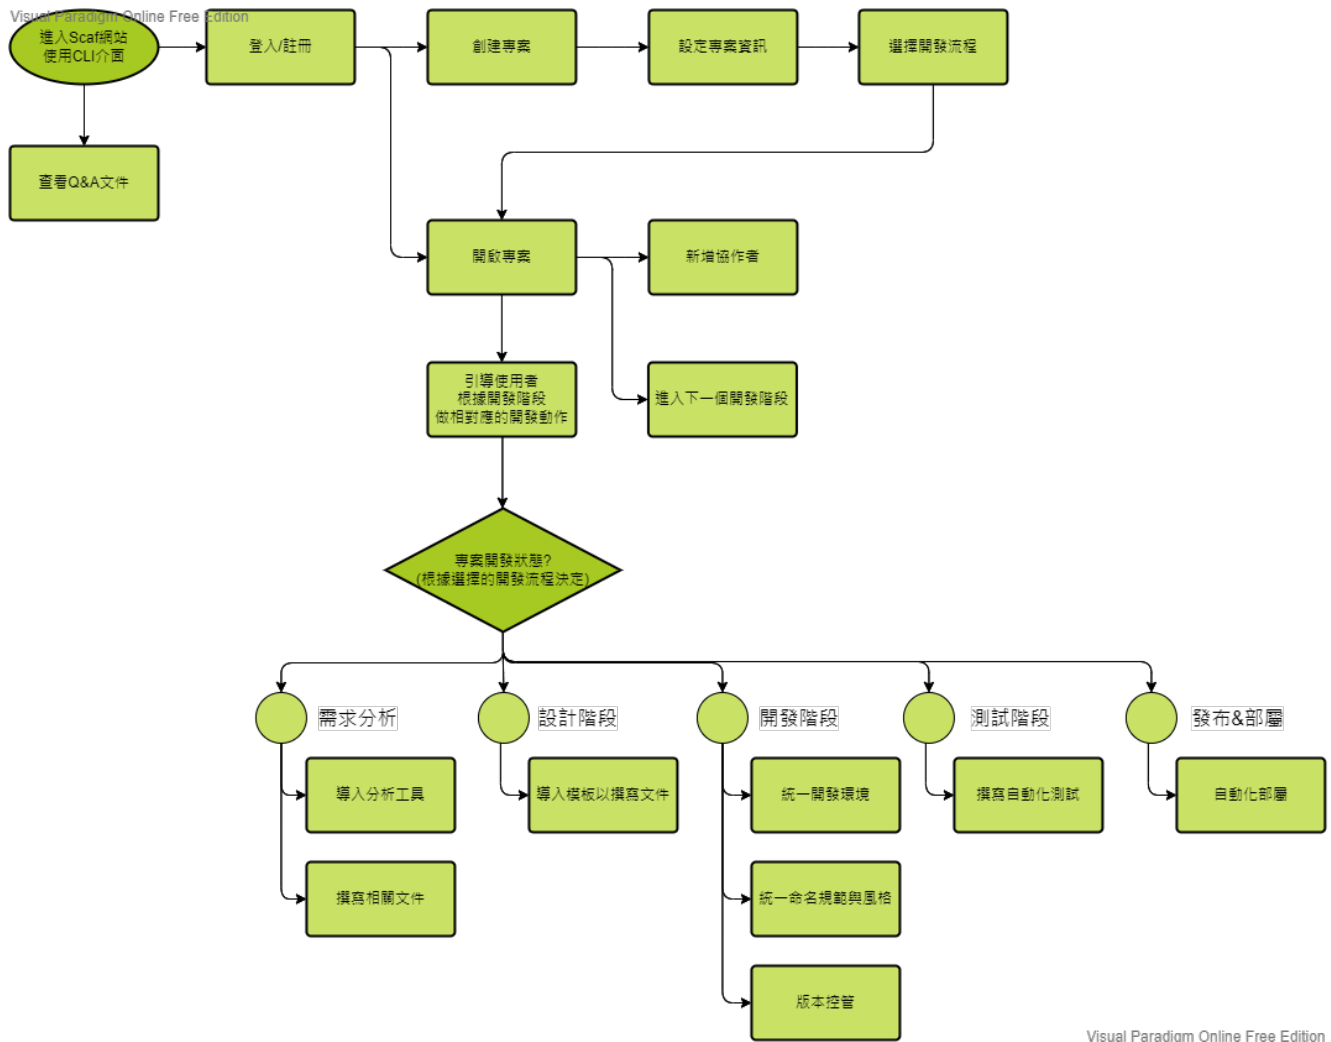 Visual Paradigm Online Free Edition
進入Scaf網站
使用CLI介面
登入/註冊
創建專案
設定專案資訊
選擇開發流程
查看Q&A文件
開啟專案
新增協作者
引導使用者
根據開發階段
做相對應的開發動作
進入下一個開發階段
專案開發狀態?
(根據選擇的開發流程決定)
需求分析
設計階段
開發階段
測試階段
發布&部屬
導入分析工具
導入模板以撰寫文件
統一開發環境
撰寫自動化測試
自動化部屬
撰寫相關文件
統一命名規範與風格
版本控管
Visual Paradigm Online Free Edition